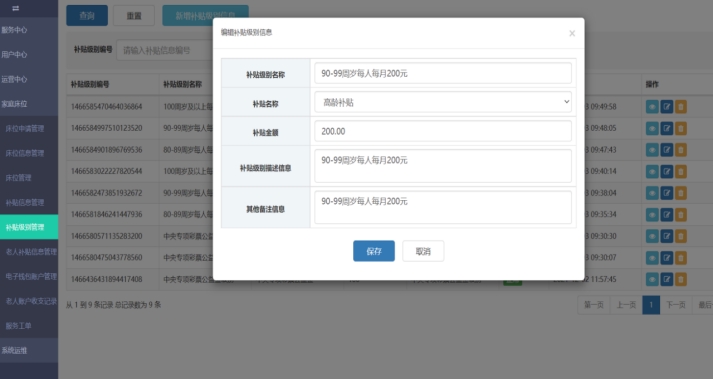 查询
重置
新增补贴级别信息
编辑补贴级别信息
x
服务中心
用户中心
运营中心
家庭床位
床位申请管理
床位信息管理
床位管理
补贴信息管理
补贴级别管理
老人补贴信息管理
电子钱包账户管理
老人账户收支记录
服务工单
系统运维
补贴级别编号
请输入补贴信息编号
补贴级别编号
补贴级别名称
操作
1466585470464036864
100周岁及以上每
09:49:58
1466584997510123520
90-99周岁每人每
09:48:05
1466584901896769536
80-89周岁每人每
09:47:43
1466583022227820544
100周岁及以上每
09:40:14
1466582473851932672
90-99周岁每人每
09:38:04
1466581846241447936
80-89周岁每人每
09:35:34
1466580571135283200
中央专项彩票公益
09:30:30
1466580475043778560
中央专项彩票公益
09:30:07
1466436431894417408
11:57:45
补贴级别名称
90-99周岁每人每月200元
补贴名称
高龄补贴
补贴金额
200.00
补贴级别描述信息
90-99周岁每人每月200元
其他备注信息
90-99周岁每人每月200元
保存
取消
从 1 到 9 条记录 总记录数为 9 条
第一页
上一页
1
下一页
最后